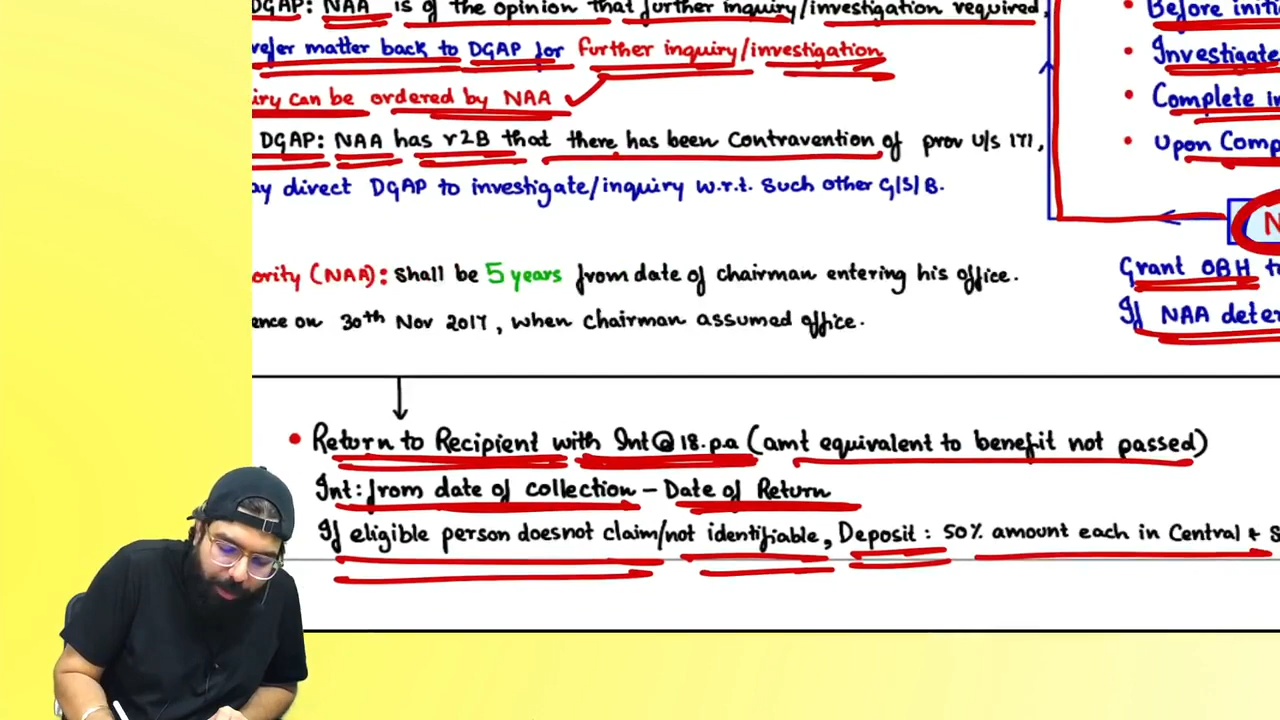 DGAP: NAA is of the opinion that further inquiry/investigation required,
refer matter back to DGAP for further inquiry/investigation
can be ordered by NAA
DGAP: NAA has r2B that there has been Contravention of prov u/s 171,
direct DGAP to investigate/inquiry w.r.t. Such other G/S/B.
(NAA): Shall be 5 years from date of chairman entering his office.
on 30th Nov 2017, when Chairman assumed office.
• Before
• Investigate
• Complete
• Upon
N
Grant OBH
If NAA
• Return to Recipient with Int@18.p.a (amt equivalent to benefit not passed)
Int: from date of collection – Date of Return
If eligible person doesnot claim/not identifiable, Deposit: 50% amount each in Central & S